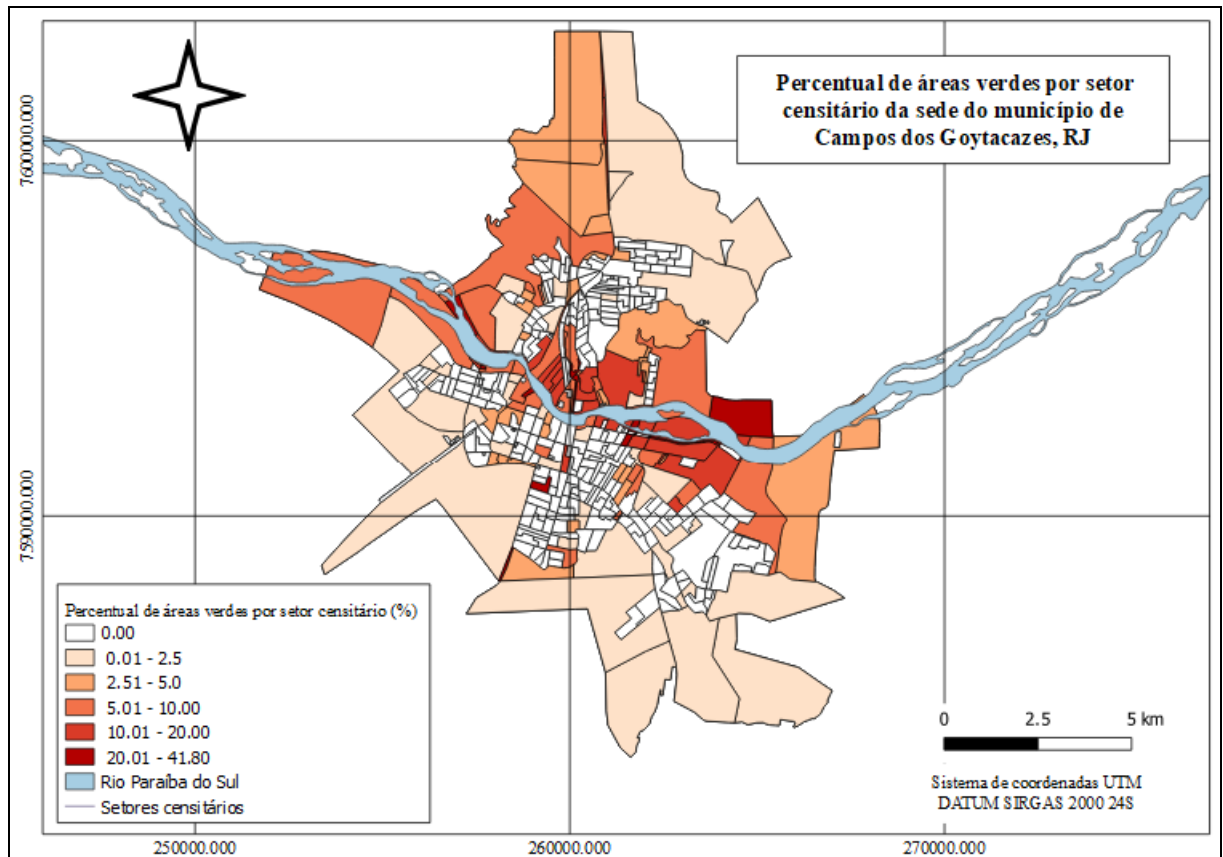 Percentual de áreas verdes por setor
censitário da sede do município de
Campos dos Goytacazes, RJ
7600000.000
7590000.000
Percentual de áreas verdes por setor censitário (%)
0.00
0.01 - 2.5
2.51 - 5.0
5.01 - 10.00
10.01 - 20.00
20.01 - 41.80
Rio Paraíba do Sul
Setores censitários
0 2.5 5 km
Sistema de coordenadas UTM
DATUM SIRGAS 2000 24S
250000.000 260000.000 270000.000